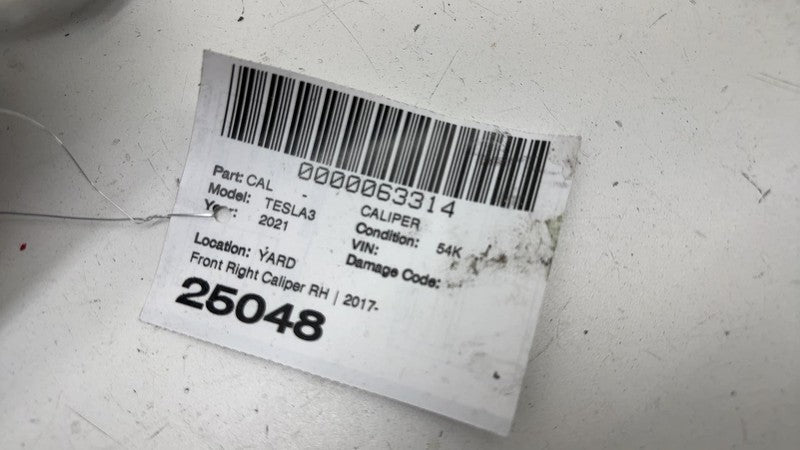 0000063314
Part: CAL - CALIPER
Model: TESLA3 Condition: 54K
Year: 2021 VIN:
Damage Code:
Location: YARD
Front Right Caliper RH | 2017-
25048